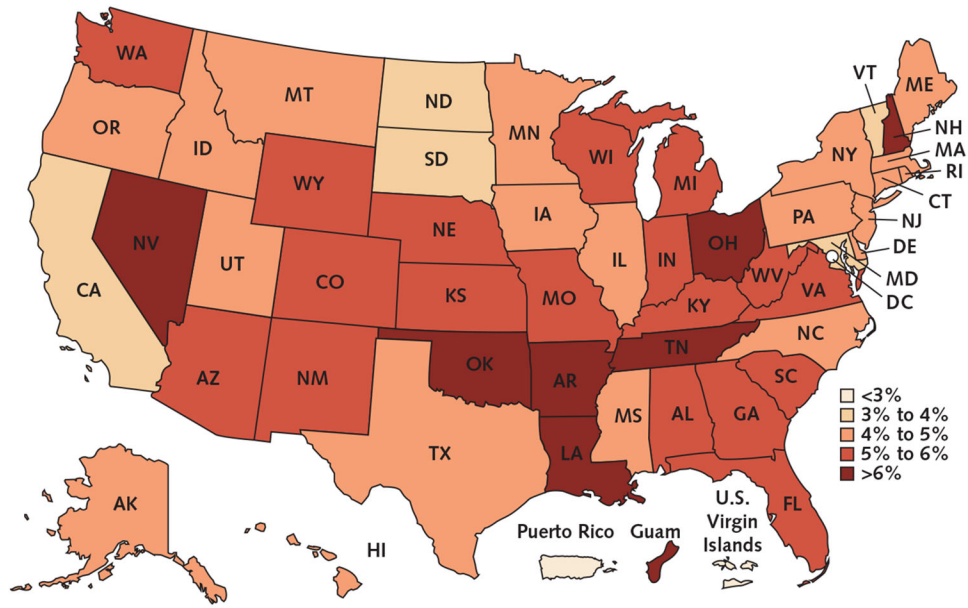 WA
OR
ID
MT
ND
SD
MN
WI
MI
WY
NE
IA
IL
IN
OH
PA
NY
VT
ME
NH
MA
RI
CT
NJ
DE
MD
DC
CA
NV
UT
CO
KS
MO
KY
WV
VA
NC
TN
SC
AZ
NM
OK
AR
TX
LA
MS
AL
GA
FL
AK
HI
Puerto Rico
Guam
U.S.
Virgin
Islands
<3%
3% to 4%
4% to 5%
5% to 6%
>6%